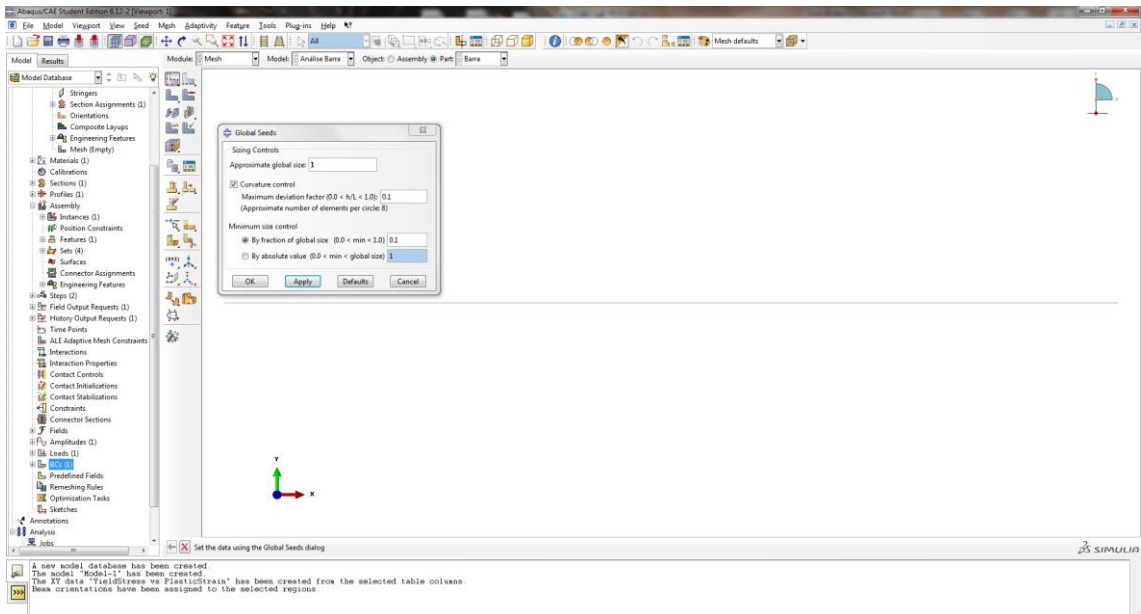 Abaqus/CAE Student Edition 6.12-2 [Viewport: 1]
File Model Viewport View Seed Mesh Adaptivity Feature Tools Plug-ins Help
All
Mesh defaults
Model Results
Module: Mesh Model: Análise Barra Object: Assembly Part: Barra
Model Database
Stringers
Section Assignments (1)
Orientations
Composite Layups
Engineering Features
Mesh (Empty)
Materials (1)
Calibrations
Sections (1)
Profiles (1)
Assembly
Instances (1)
Position Constraints
Features (1)
Sets (4)
Surfaces
Connector Assignments
Engineering Features
Steps (2)
Field Output Requests (1)
History Output Requests (1)
Time Points
ALE Adaptive Mesh Constraints
Interactions
Interaction Properties
Contact Controls
Contact Initializations
Contact Stabilizations
Constraints
Connector Sections
Fields
Amplitudes (1)
Loads (1)
BCs (1)
Predefined Fields
Remeshing Rules
Optimization Tasks
Sketches
Annotations
Analysis
Jobs
Global Seeds
Sizing Controls
Approximate global size: 1
Curvature control
Maximum deviation factor (0.0 < h/L < 1.0): 0.1
(Approximate number of elements per circle: 8)
Minimum size control
By fraction of global size (0.0 < min < 1.0) 0.1
By absolute value (0.0 < min < global size) 1
OK Apply Defaults Cancel
Y
X
Set the data using the Global Seeds dialog
SIMULIA
A new model database has been created.
The model "Model-1" has been created.
The XY data "YieldStress vs PlasticStrain" has been created from the selected table columns.
Beam orientations have been assigned to the selected regions.